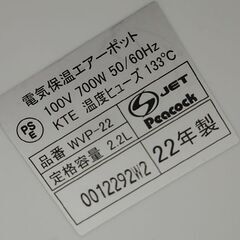 電気保温エアーポット
100V 700W 50/60Hz
KTE 温度ヒューズ 133℃
PS
E
品番 WVP-22
定格容量 2.2L
JET
Peacock
0012292W2
22年製